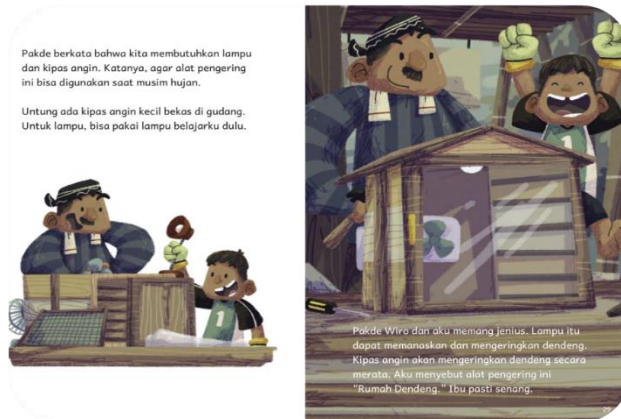 Pakde berkata bahwa kita membutuhkan lampu
dan kipas angin. Katanya, agar alat pengering
ini bisa digunakan saat musim hujan.
Untung ada kipas angin kecil bekas di gudang.
Untuk lampu, bisa pakai lampu belajarku dulu.
1
1
Pakde Wiro dan aku memang jenius. Lampu itu
dapat memanaskan dan mengeringkan dendeng.
Kipas angin akan mengeringkan dendeng secara
merata. Aku menyebut alat pengering ini
"Rumah Dendeng." Ibu pasti senang.